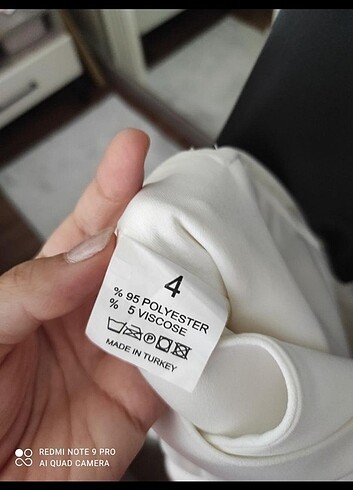 4
% 95 POLYESTER
% 5 VISCOSE
P
MADE IN TURKEY
REDMI NOTE 9 PRO
AI QUAD CAMERA